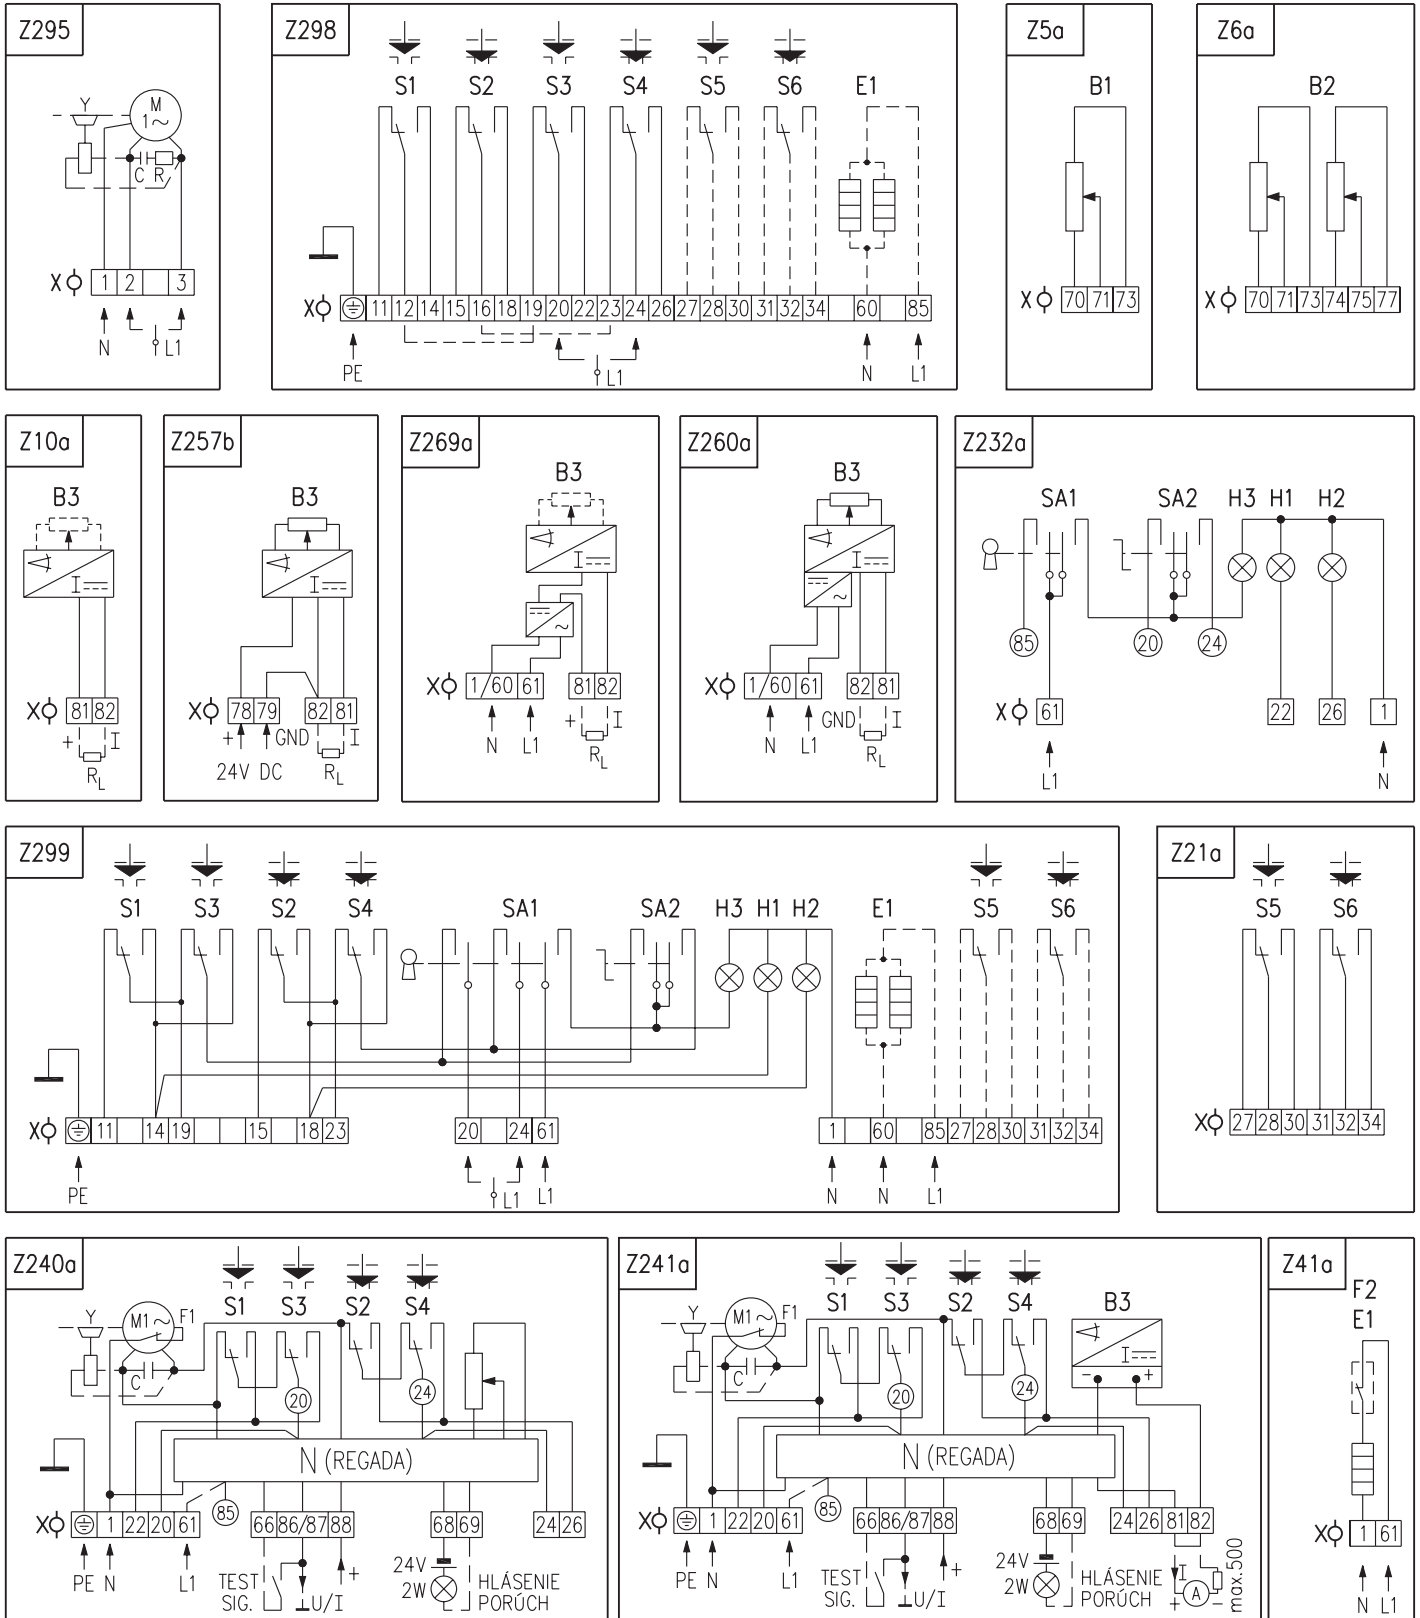 Z295
Y M
1~
C R
X 1 2 3
N L1
Z298
S1 S2 S3 S4 S5 S6 E1
X 11 12 14 15 16 18 19 20 22 23 24 26 27 28 30 31 32 34 60 85
PE L1 N L1
Z5a
B1
X 70 71 73
Z6a
B2
X 70 71 73 74 75 77
Z10a
B3
I
X 81 82
+ I
RL
Z257b
B3
I
X 78 79 82 81
+ GND I
24V DC RL
Z269a
B3
I
~
X 1/60 61 81 82
N L1 + I
RL
Z260a
B3
I
~
X 1/60 61 82 81
N L1 GND I
RL
Z232a
SA1 SA2 H3 H1 H2
85 20 24
X 61 22 26 1
L1 N
Z299
S1 S3 S2 S4 SA1 SA2 H3 H1 H2 E1 S5 S6
X 11 14 19 15 18 23 20 24 61 1 60 85 27 28 30 31 32 34
PE L1 L1 N N L1
Z21a
S5 S6
X 27 28 30 31 32 34
Z240a
S1 S3 S2 S4
Y M1~ F1
C
20 24
N (REGADA)
85
X 1 22 20 61 66 86/87 88 68 69 24 26
PE N L1
TEST
SIG.
U/I
+
24V
2W
HLÁSENIE
PORÚCH
Z241a
S1 S3 S2 S4 B3
Y M1~ F1
C
I
- +
20 24
N (REGADA)
85
X 1 22 20 61 66 86/87 88 68 69 24 26 81 82
PE N L1
TEST
SIG.
U/I
+
24V
2W
HLÁSENIE
PORÚCH
I
A
+ -
max.500
Z41a
F2
E1
X 1 61
N L1